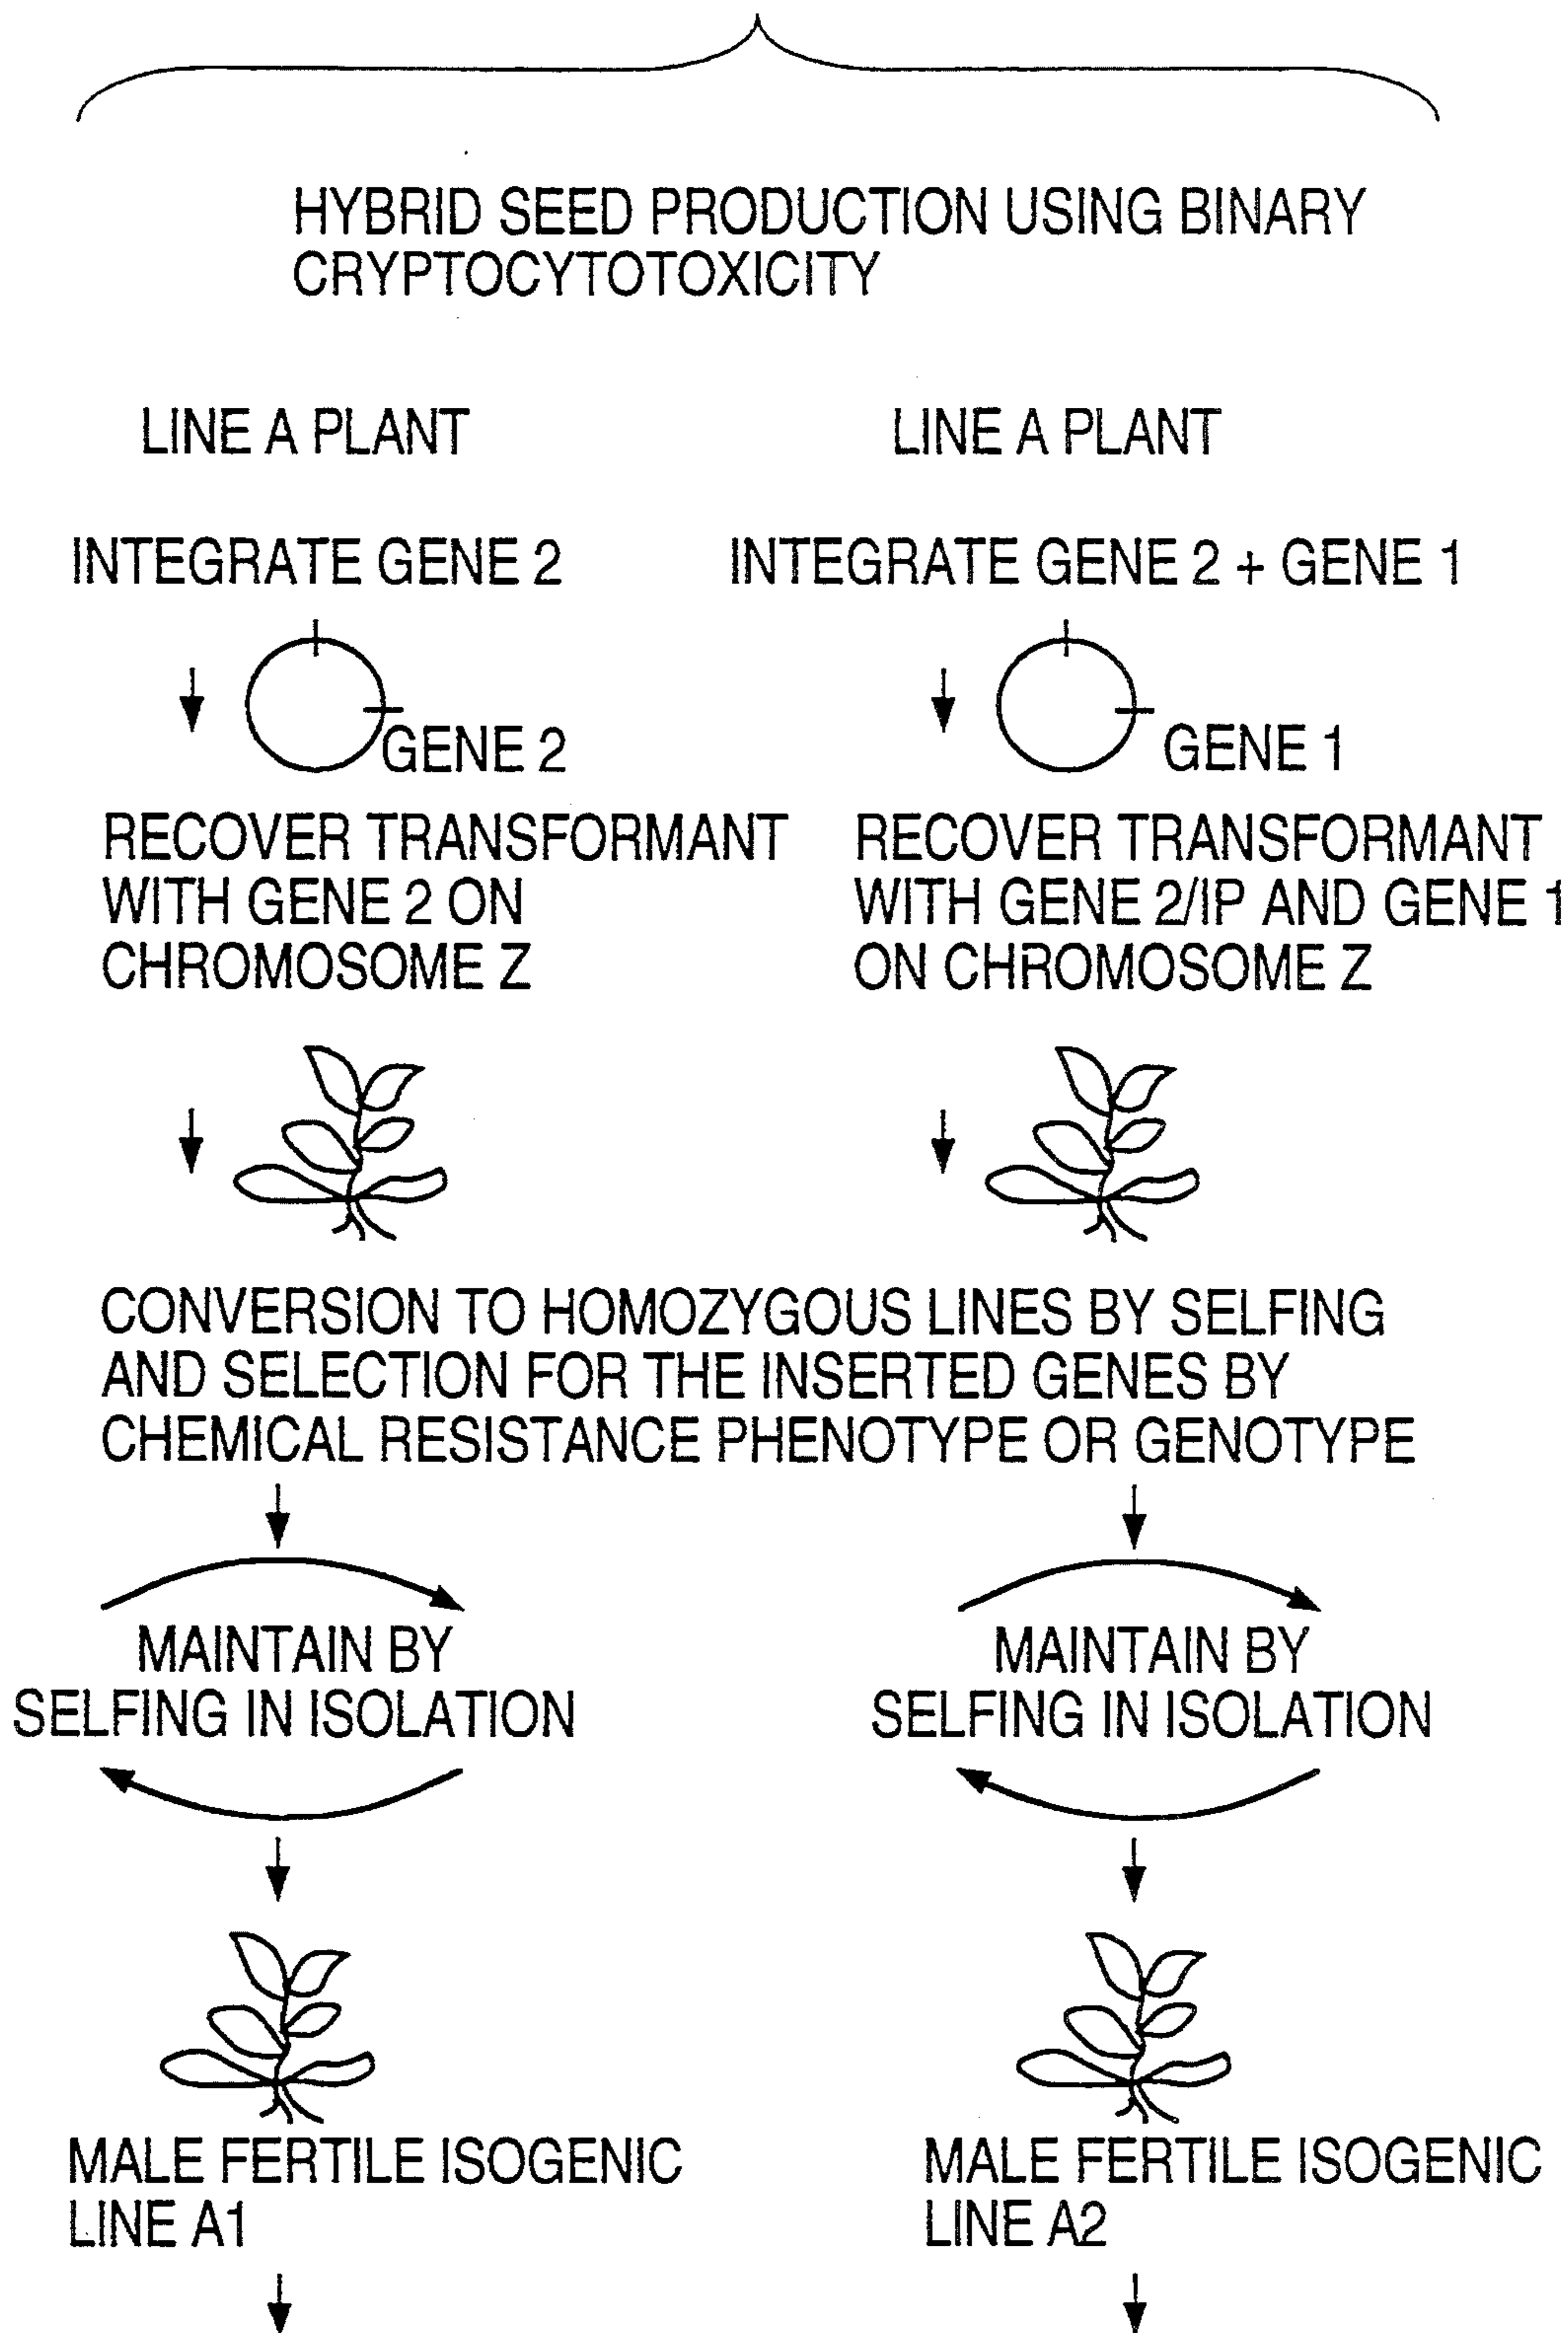 HYBRID SEED PRODUCTION USING BINARY
CRYPTOCYTOTOXICITY
LINE A PLANT
LINE A PLANT
INTEGRATE GENE 2
INTEGRATE GENE 2 + GENE 1
GENE 2
GENE 1
RECOVER TRANSFORMANT
WITH GENE 2 ON
CHROMOSOME Z
RECOVER TRANSFORMANT
WITH GENE 2/IP AND GENE 1
ON CHROMOSOME Z
CONVERSION TO HOMOZYGOUS LINES BY SELFING
AND SELECTION FOR THE INSERTED GENES BY
CHEMICAL RESISTANCE PHENOTYPE OR GENOTYPE
MAINTAIN BY
SELFING IN ISOLATION
MAINTAIN BY
SELFING IN ISOLATION
MALE FERTILE ISOGENIC
LINE A1
MALE FERTILE ISOGENIC
LINE A2